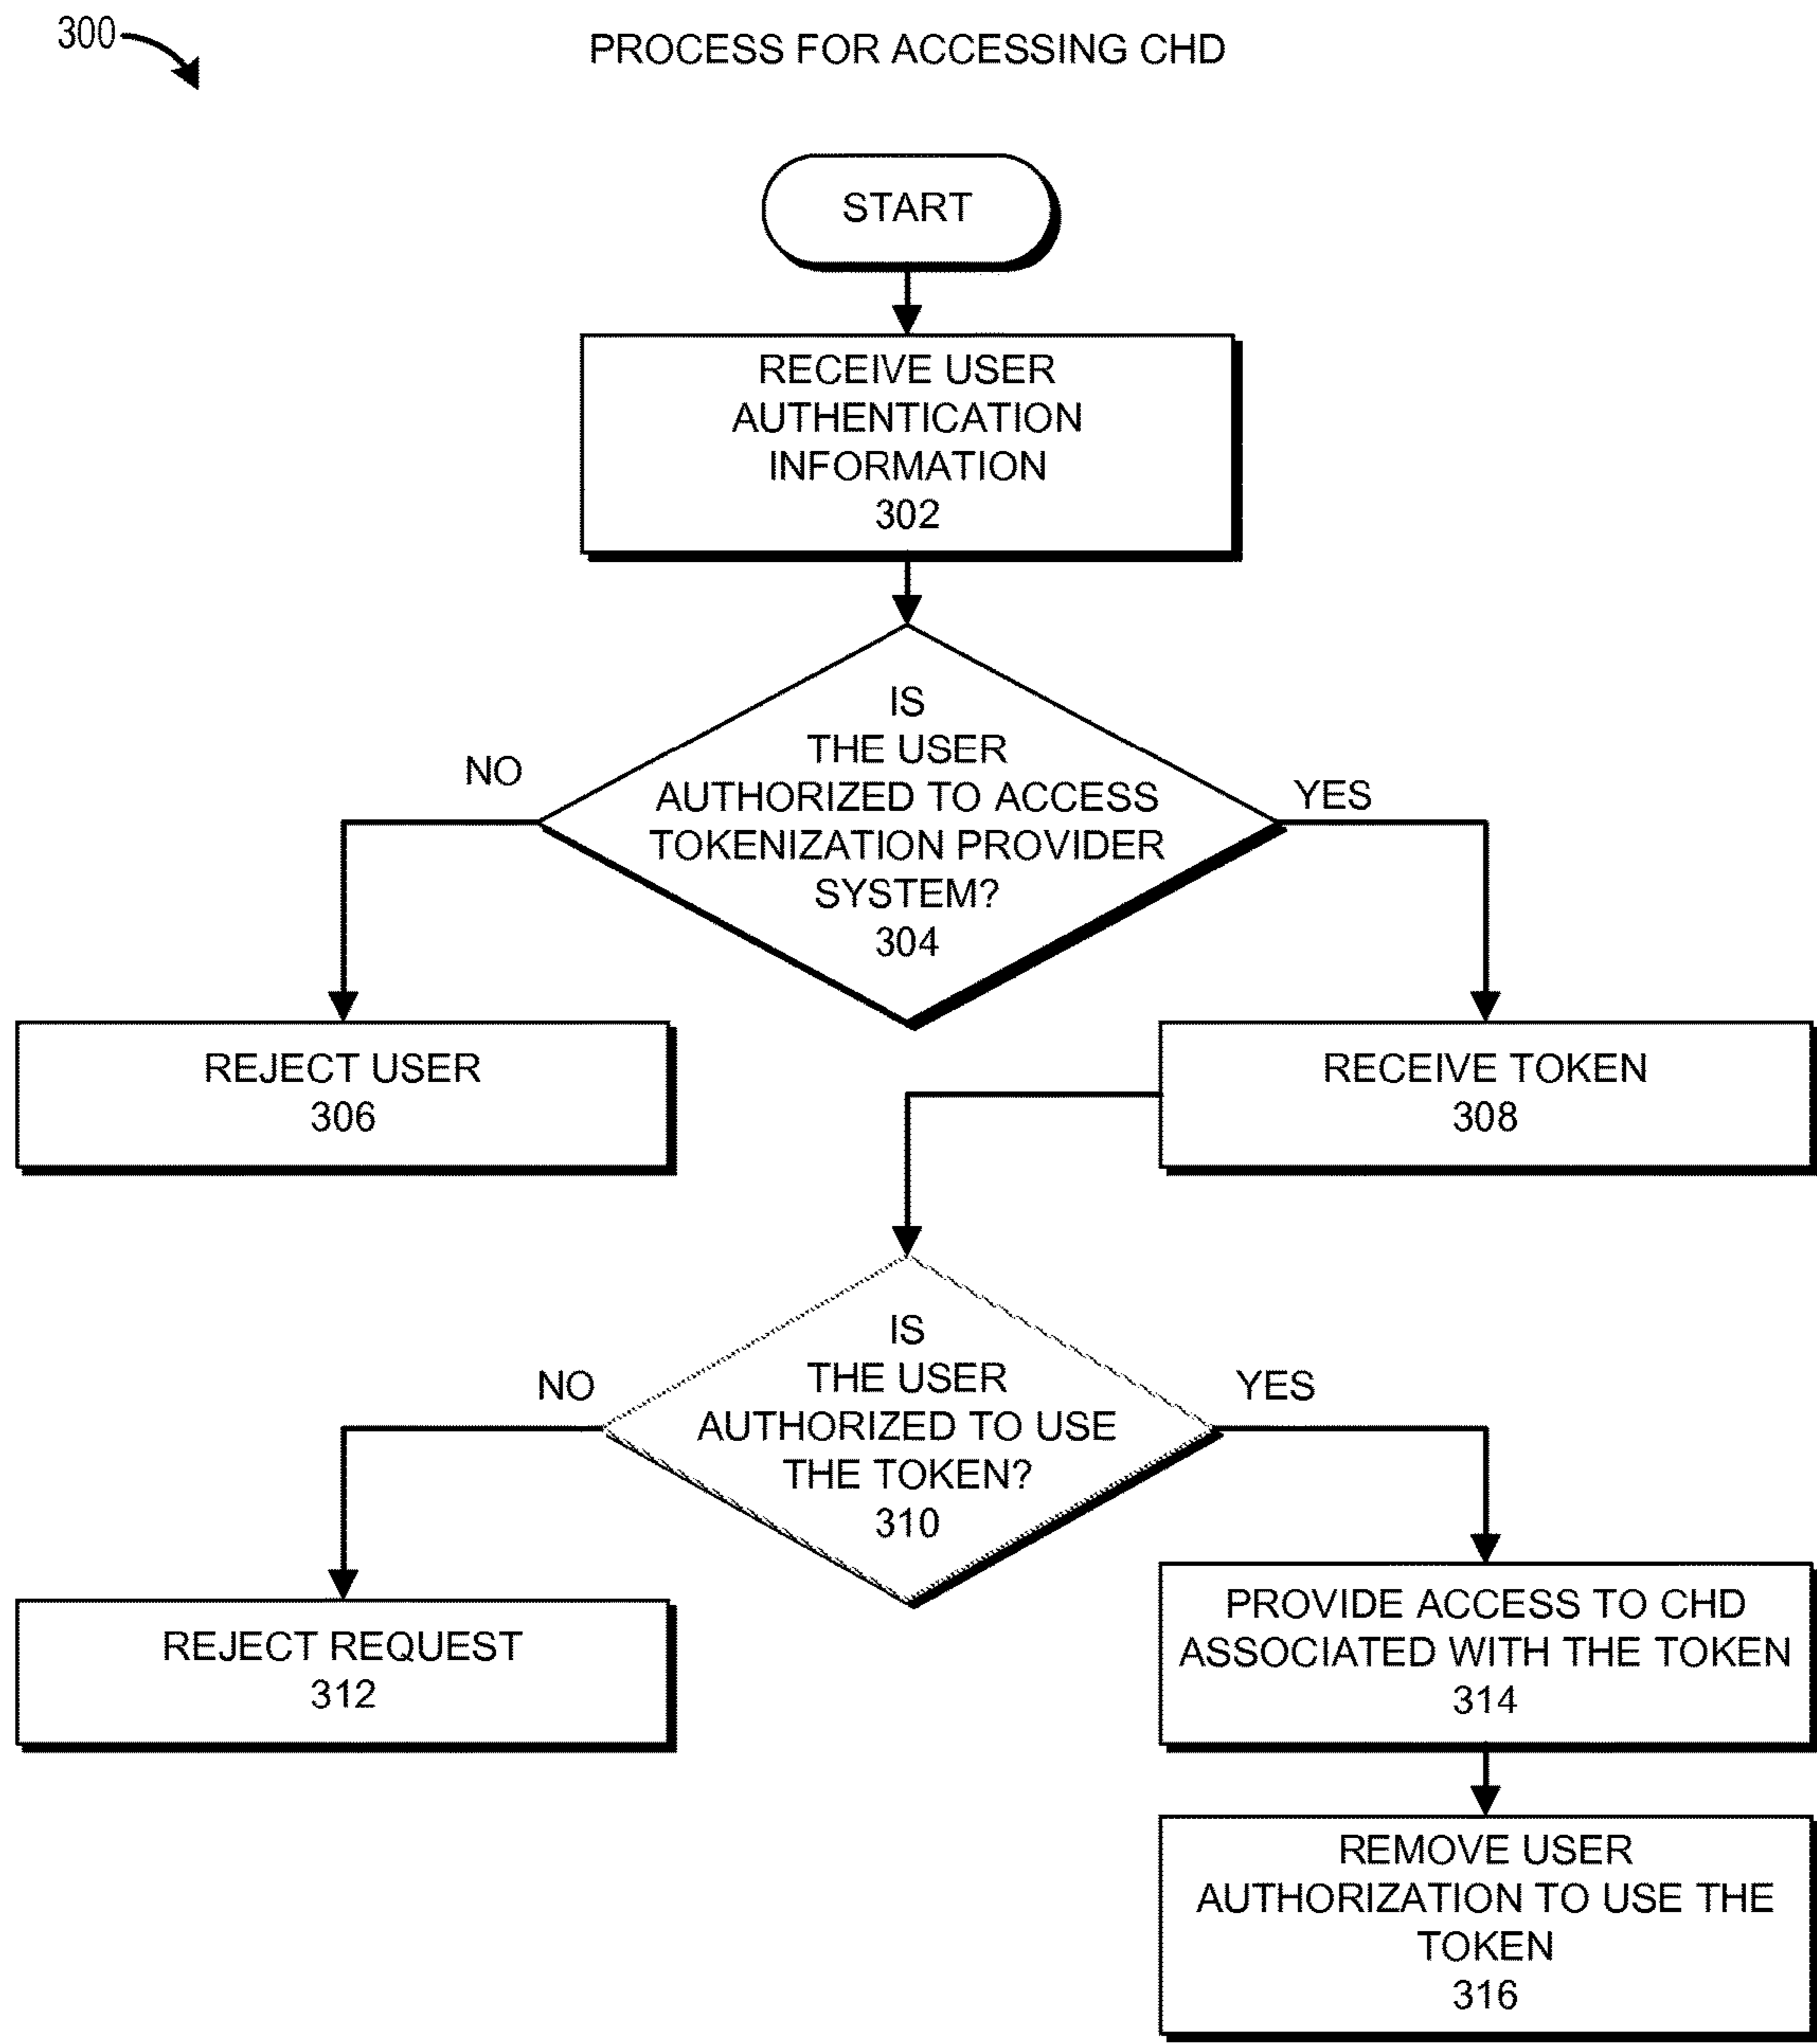 300
PROCESS FOR ACCESSING CHD
START
RECEIVE USER
AUTHENTICATION
INFORMATION
302
IS
THE USER
AUTHORIZED TO ACCESS
TOKENIZATION PROVIDER
SYSTEM?
304
NO
YES
REJECT USER
306
RECEIVE TOKEN
308
IS
THE USER
AUTHORIZED TO USE
THE TOKEN?
310
NO
YES
REJECT REQUEST
312
PROVIDE ACCESS TO CHD
ASSOCIATED WITH THE TOKEN
314
REMOVE USER
AUTHORIZATION TO USE THE
TOKEN
316